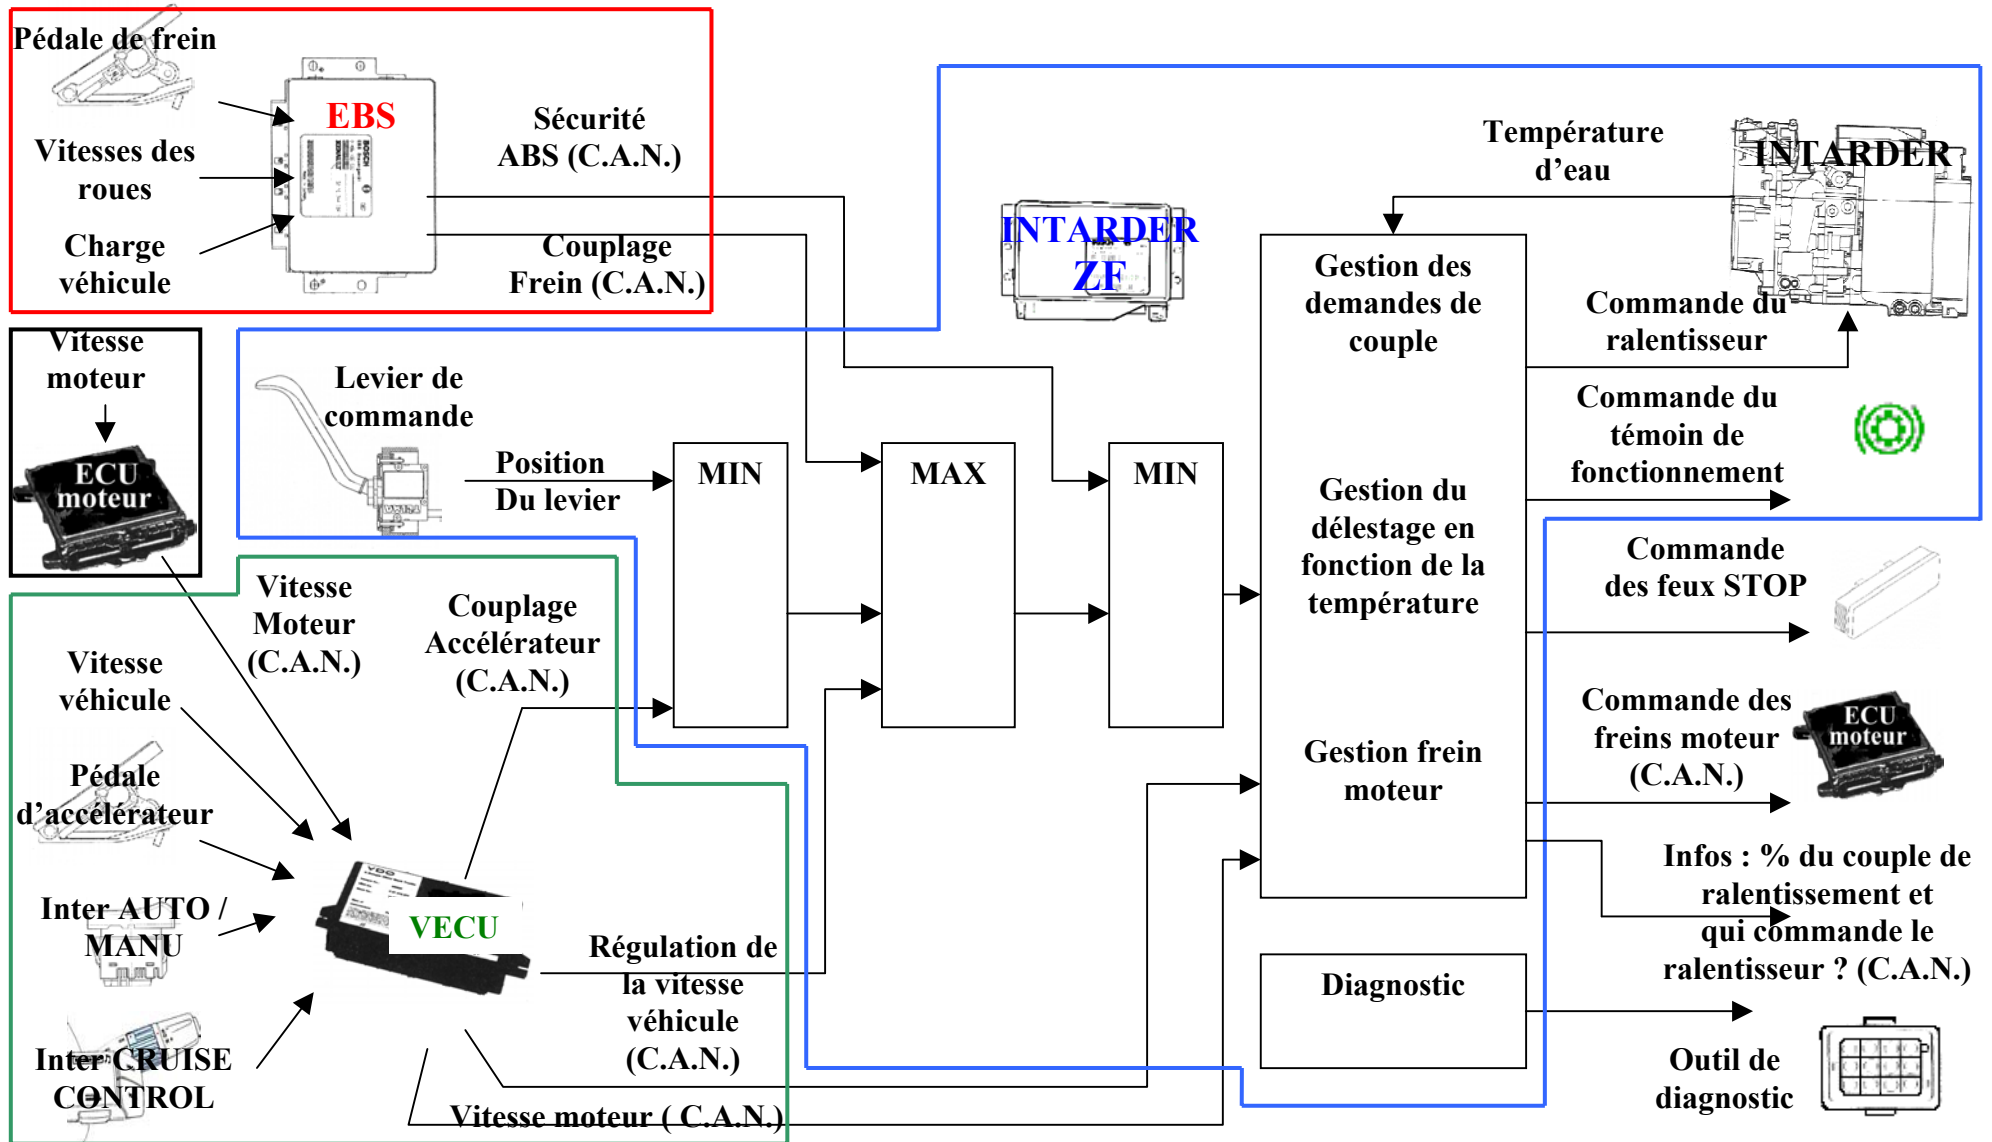 Pédale de frein
EBS
Vitesses des
roues
Charge
véhicule
Sécurité
ABS (C.A.N.)
Couplage
Frein (C.A.N.)
BOSCH
INTARDER
ZF
Température
d’eau
INTARDER
Gestion des
demandes de
couple
Commande du
ralentisseur
Vitesse
moteur
ECU
moteur
Levier de
commande
Position
Du levier
MIN
MAX
MIN
Commande du
témoin de
fonctionnement
Gestion du
délestage en
fonction de la
température
Commande
des feux STOP
Vitesse
Moteur
(C.A.N.)
Couplage
Accélérateur
(C.A.N.)
Vitesse
véhicule
Pédale
d’accélérateur
Gestion frein
moteur
Commande des
freins moteur
(C.A.N.)
ECU
moteur
Inter AUTO /
MANU
VDO
VECU
Régulation de
la vitesse
véhicule
(C.A.N.)
Infos : % du couple de
ralentissement et
qui commande le
ralentisseur ? (C.A.N.)
Diagnostic
Inter CRUISE
CONTROL
Vitesse moteur ( C.A.N.)
Outil de
diagnostic